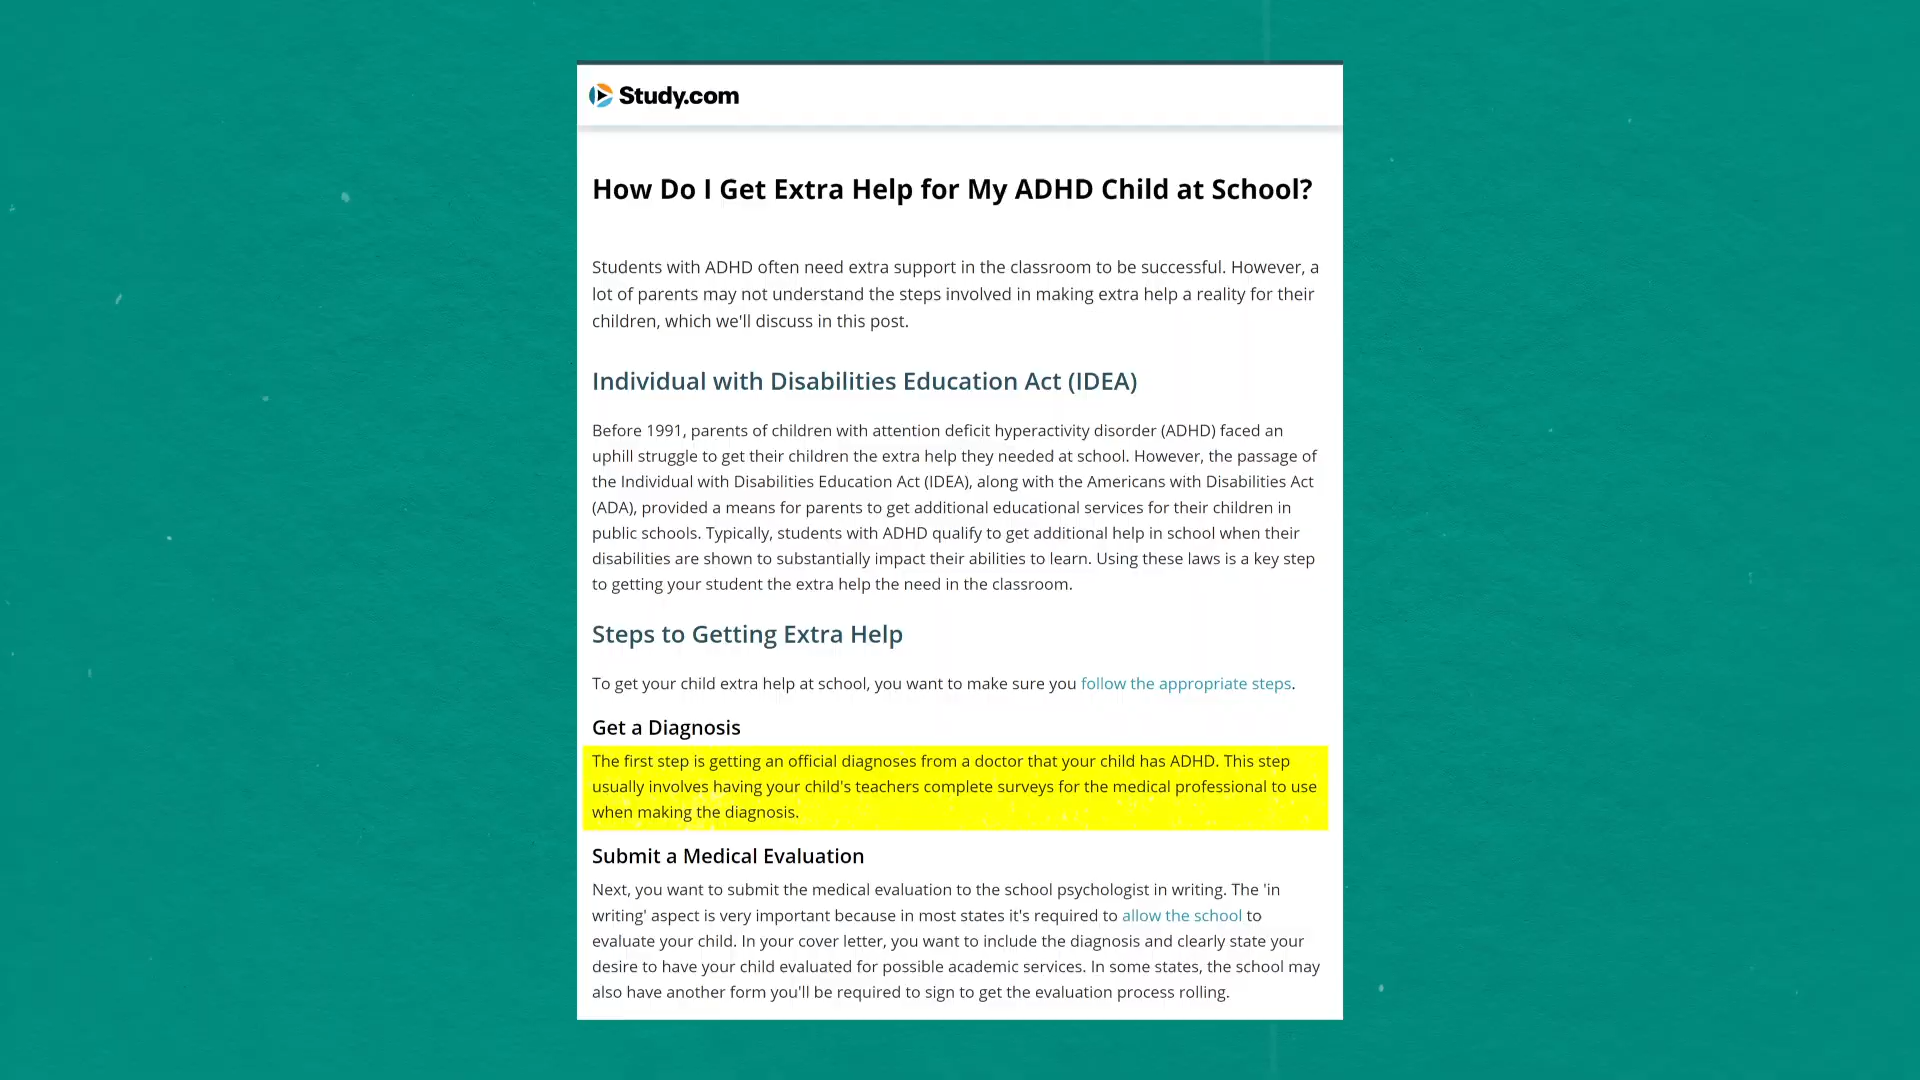 Study.com
How Do I Get Extra Help for My ADHD Child at School?
Students with ADHD often need extra support in the classroom to be successful. However, a
lot of parents may not understand the steps involved in making extra help a reality for their
children, which we'll discuss in this post.
Individual with Disabilities Education Act (IDEA)
Before 1991, parents of children with attention deficit hyperactivity disorder (ADHD) faced an
uphill struggle to get their children the extra help they needed at school. However, the passage of
the Individual with Disabilities Education Act (IDEA), along with the Americans with Disabilities Act
(ADA), provided a means for parents to get additional educational services for their children in
public schools. Typically, students with ADHD qualify to get additional help in school when their
disabilities are shown to substantially impact their abilities to learn. Using these laws is a key step
to getting your student the extra help the need in the classroom.
Steps to Getting Extra Help
To get your child extra help at school, you want to make sure you follow the appropriate steps.
Get a Diagnosis
The first step is getting an official diagnoses from a doctor that your child has ADHD. This step
usually involves having your child's teachers complete surveys for the medical professional to use
when making the diagnosis.
Submit a Medical Evaluation
Next, you want to submit the medical evaluation to the school psychologist in writing. The 'in
writing' aspect is very important because in most states it's required to allow the school to
evaluate your child. In your cover letter, you want to include the diagnosis and clearly state your
desire to have your child evaluated for possible academic services. In some states, the school may
also have another form you'll be required to sign to get the evaluation process rolling.